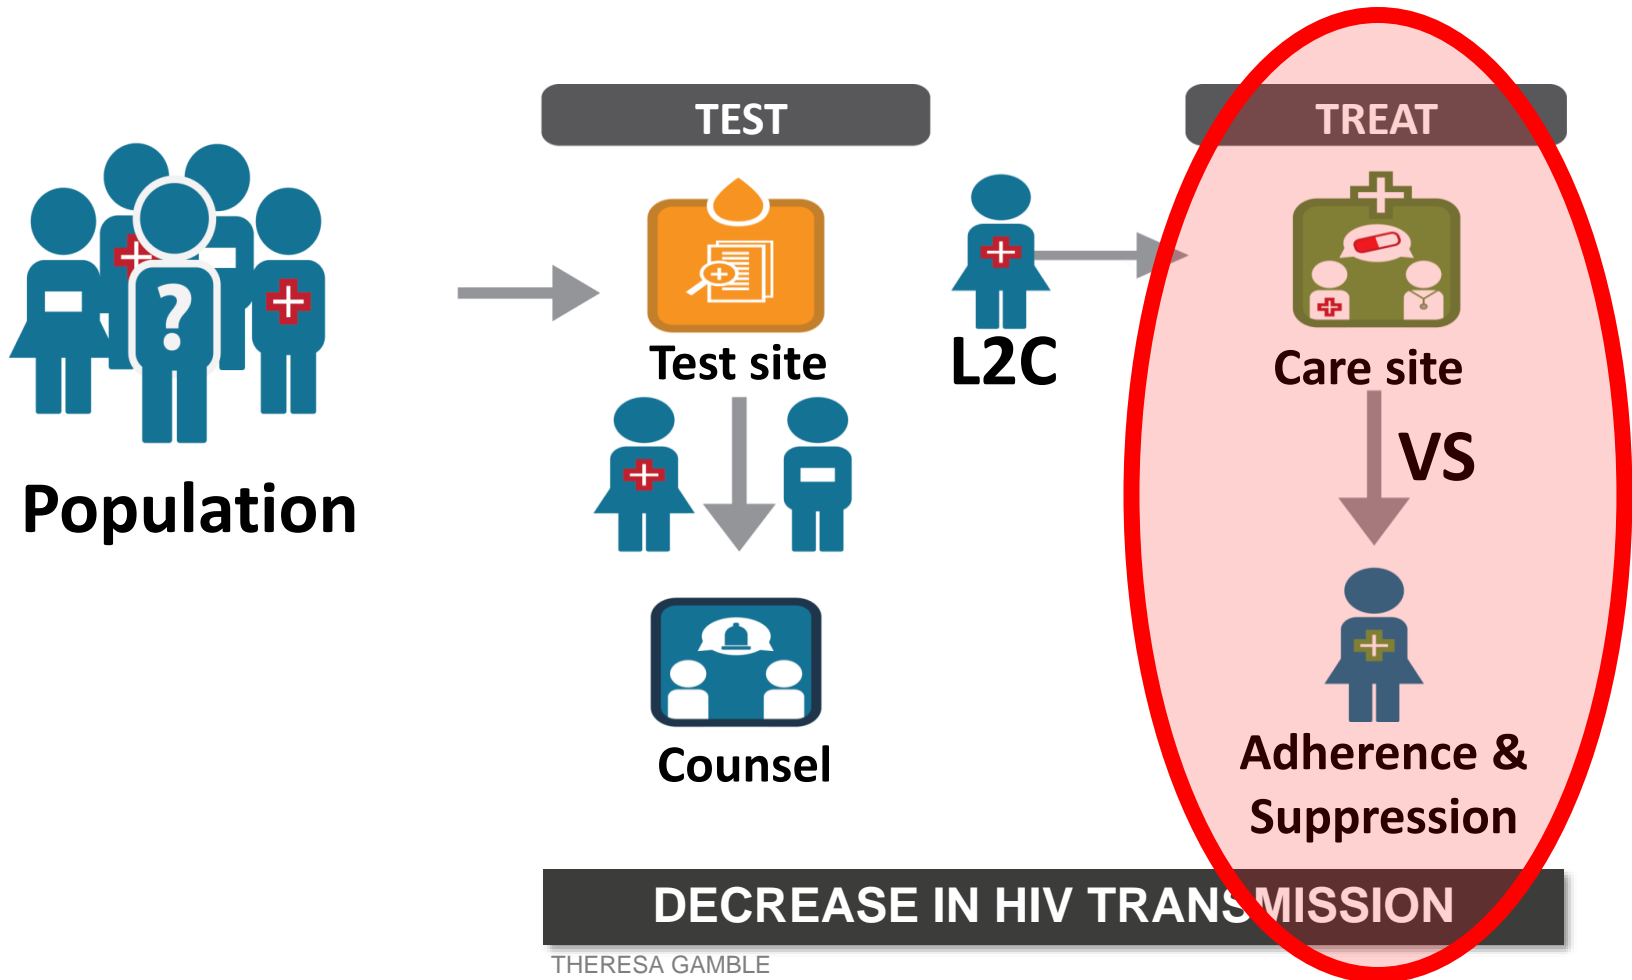 TEST
TREAT
?
Test site
L2C
Care site
VS
Population
Counsel
Adherence &
Suppression
DECREASE IN HIV TRANSMISSION
THERESA GAMBLE